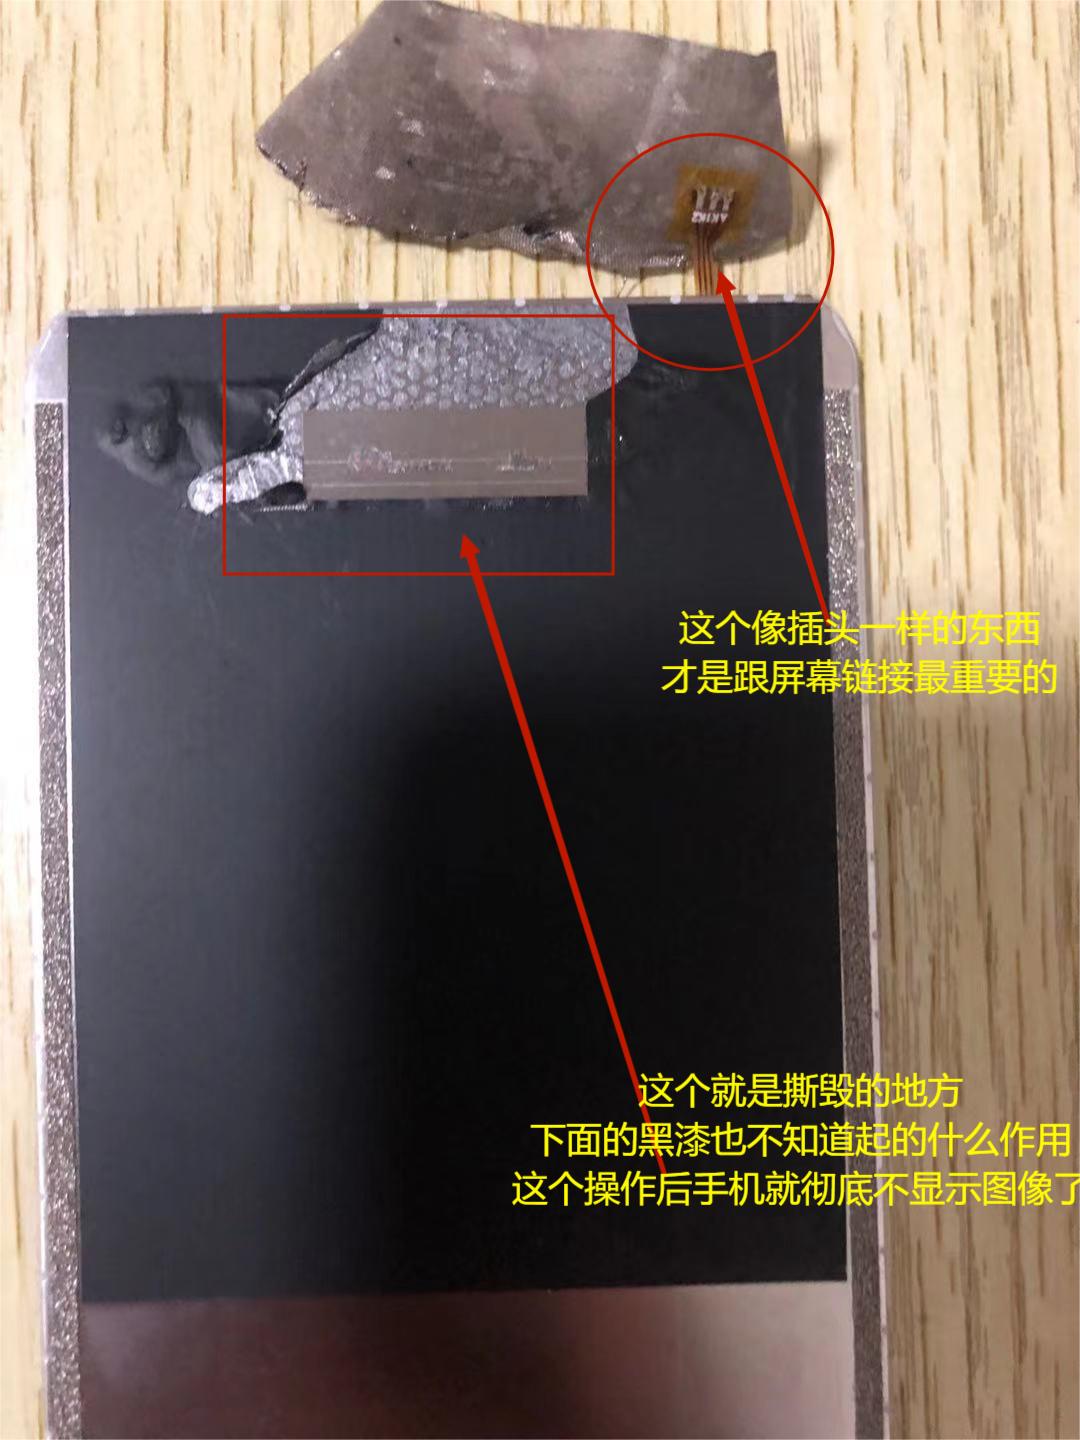 AK1K2
这个像插头一样的东西
才是跟屏幕链接最重要的
这个就是撕毁的地方
下面的黑漆也不知道起的什么作用
这个操作后手机就彻底不显示图像了